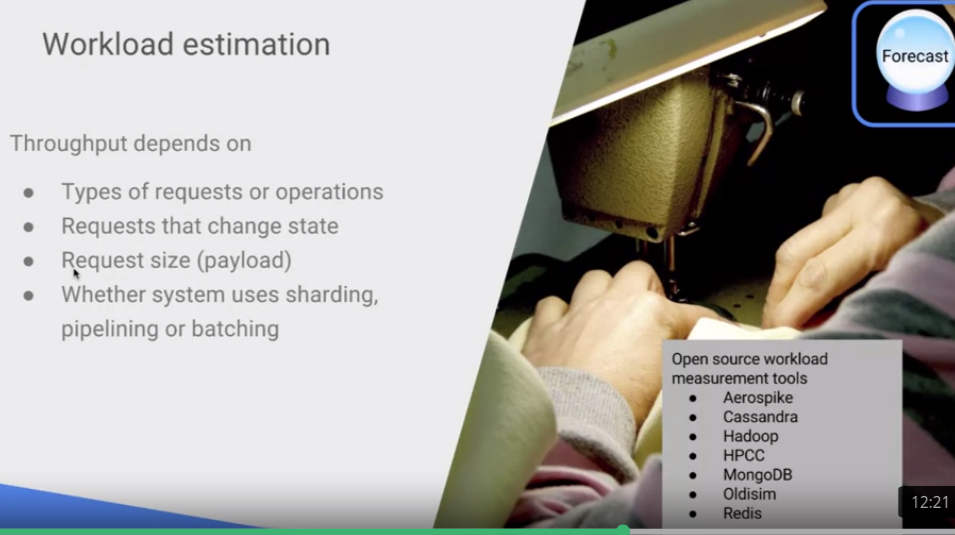 Workload estimation
Forecast
Throughput depends on
● Types of requests or operations
● Requests that change state
● Request size (payload)
● Whether system uses sharding,
pipelining or batching
Open source workload
measurement tools
● Aerospike
● Cassandra
● Hadoop
● HPCC
● MongoDB
● Oldisim
● Redis
12:21